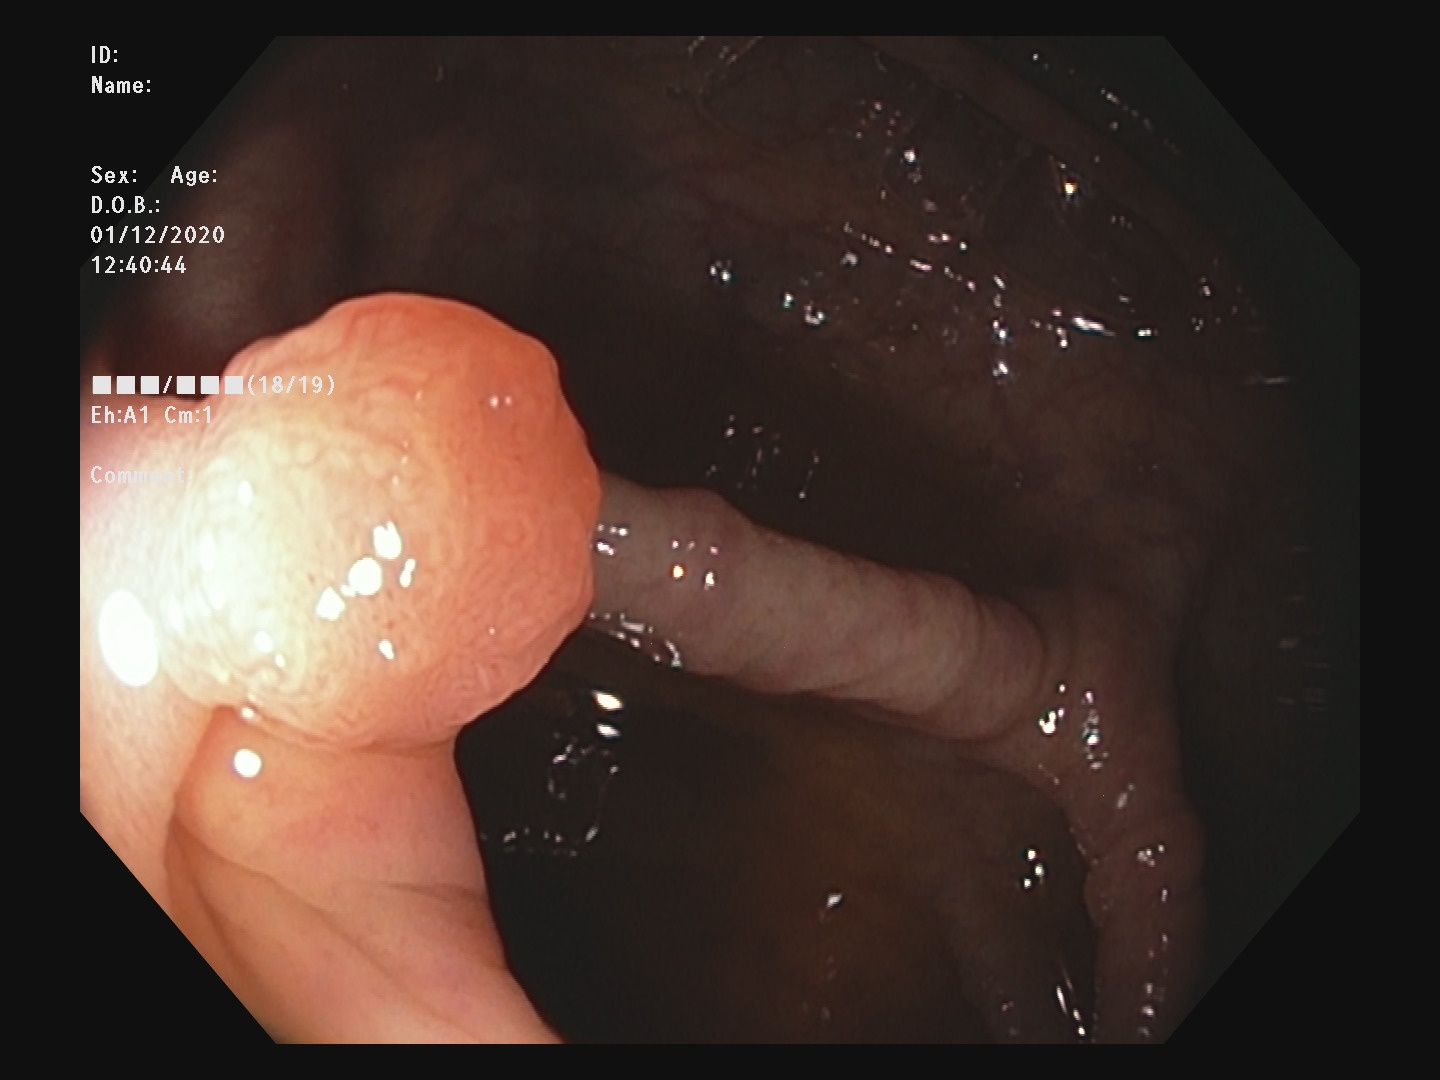 ID:
Name:
Sex: Age:
D.O.B.:
01/12/2020
12:40:44
■■■/■■■(18/19)
Eh:A1 Cm:1
Comment: